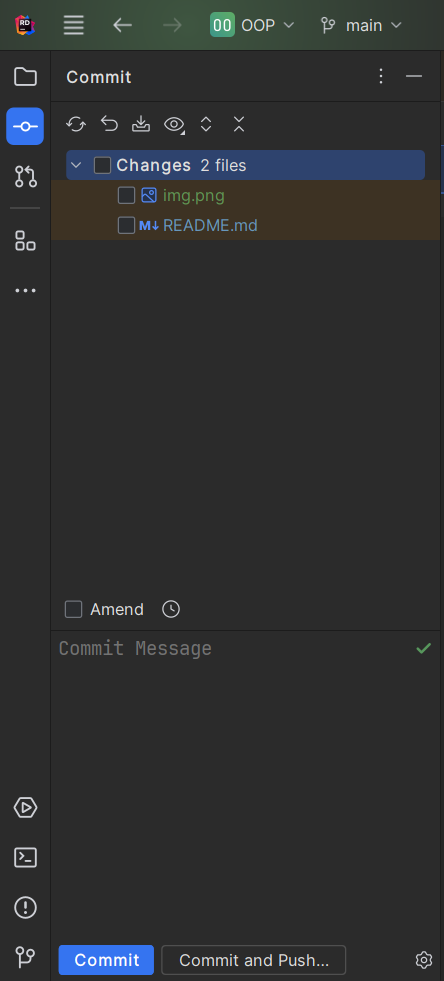 RD
OO OOP main
Commit
Changes 2 files
img.png
M↓ README.md
Amend
Commit Message
Commit Commit and Push...